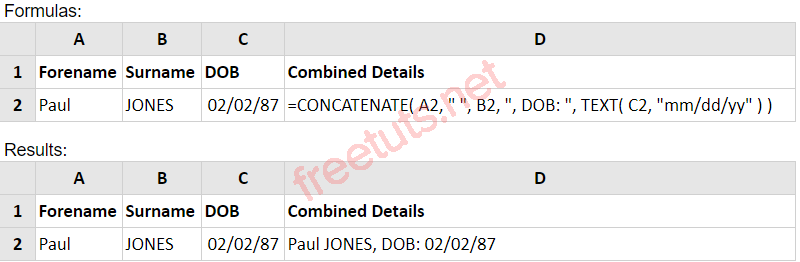 Formulas:
A B C D
1 Forename Surname DOB Combined Details
2 Paul JONES 02/02/87 =CONCATENATE( A2, " ", B2, ", DOB: ", TEXT( C2, "mm/dd/yy" ) )
Results:
A B C D
1 Forename Surname DOB Combined Details
2 Paul JONES 02/02/87 Paul JONES, DOB: 02/02/87
freetuts.net